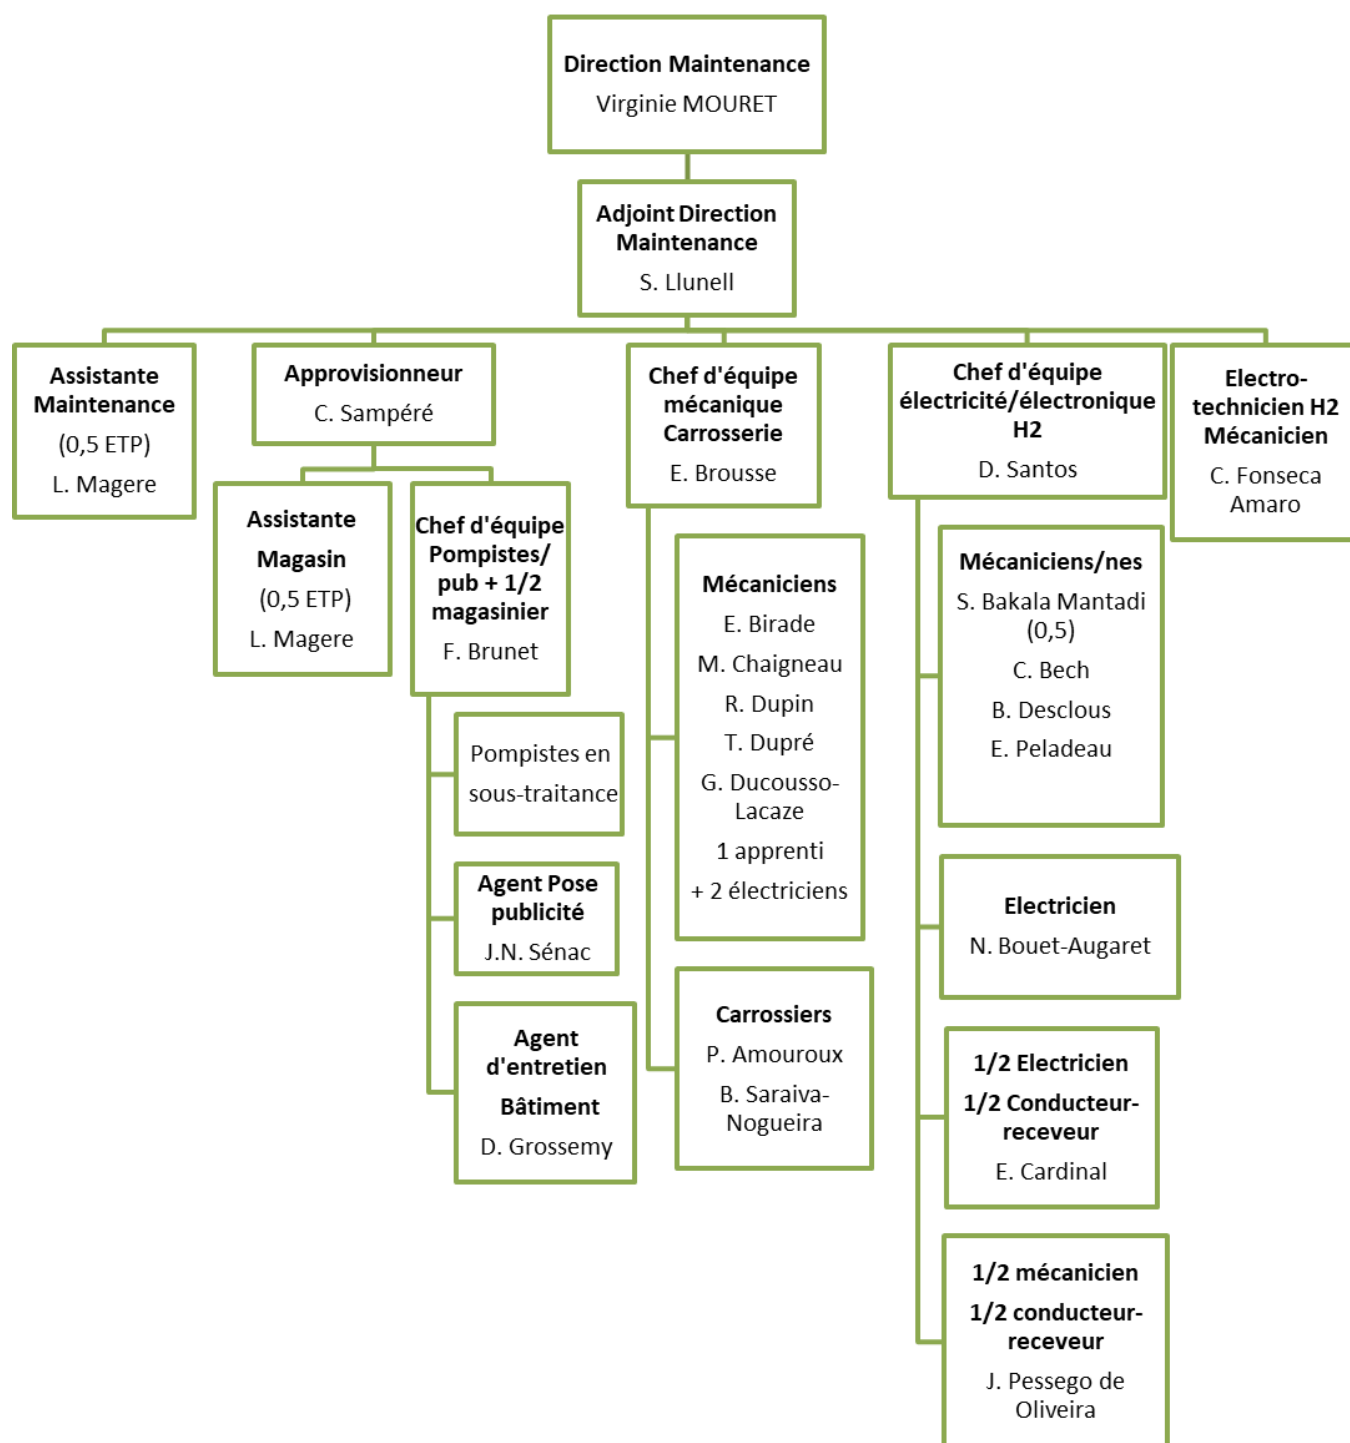 Direction Maintenance
Virginie MOURET
Adjoint Direction
Maintenance
S. Llunell
Assistante
Maintenance
(0,5 ETP)
L. Magere
Approvisionneur
C. Sampéré
Assistante
Magasin
(0,5 ETP)
L. Magere
Chef d'équipe
Pompistes/
pub + 1/2
magasinier
F. Brunet
Pompistes en
sous-traitance
Agent Pose
publicité
J.N. Sénac
Agent
d'entretien
Bâtiment
D. Grossemy
Chef d'équipe
mécanique
Carrosserie
E. Brousse
Mécaniciens
E. Birade
M. Chaigneau
R. Dupin
T. Dupré
G. Ducousso-
Lacaze
1 apprenti
+ 2 électriciens
Carrossiers
P. Amouroux
B. Saraiva-
Nogueira
Chef d'équipe
électricité/électronique
H2
D. Santos
Mécaniciens/nes
S. Bakala Mantadi
(0,5)
C. Bech
B. Desclous
E. Peladeau
Electricien
N. Bouet-Augaret
1/2 Electricien
1/2 Conducteur-
receveur
E. Cardinal
1/2 mécanicien
1/2 conducteur-
receveur
J. Pessego de
Oliveira
Electro-
technicien H2
Mécanicien
C. Fonseca
Amaro